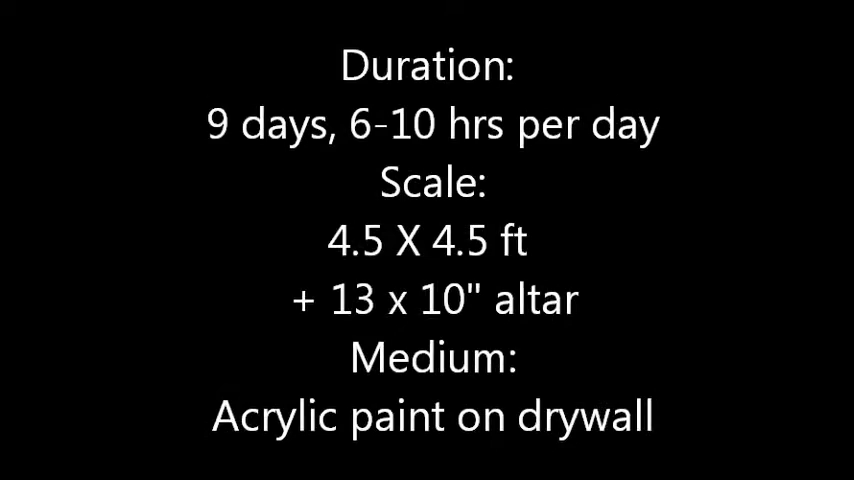 Duration:
9 days, 6-10 hrs per day
Scale:
4.5 X 4.5 ft
+ 13 x 10" altar
Medium:
Acrylic paint on drywall